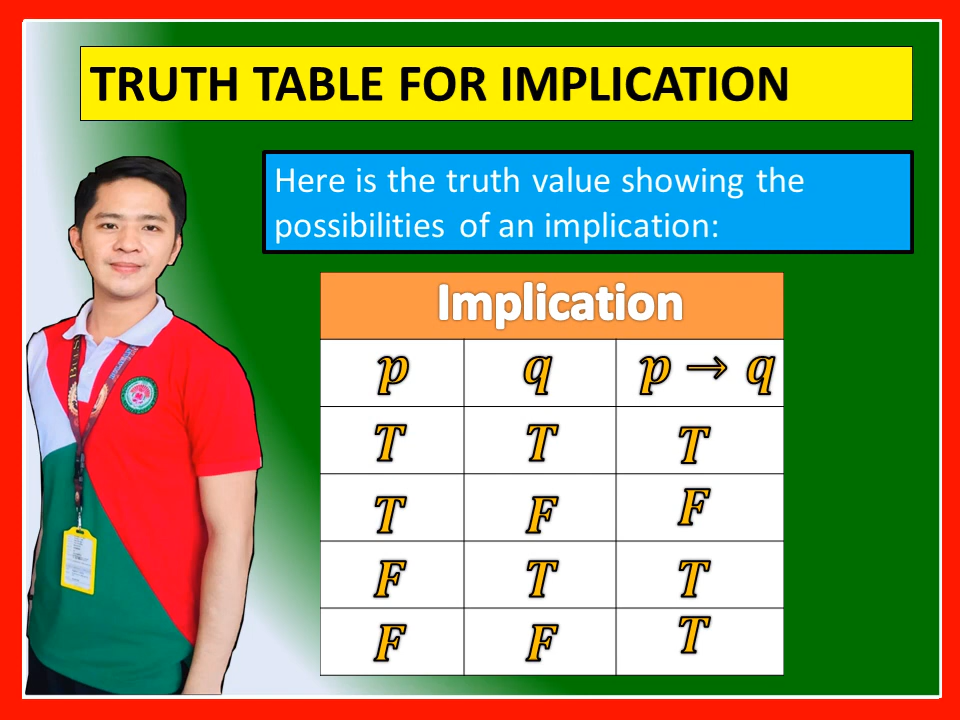 TRUTH TABLE FOR IMPLICATION
Here is the truth value showing the
possibilities of an implication:
Implication
p q p → q
T T T
T F F
F T T
F F T